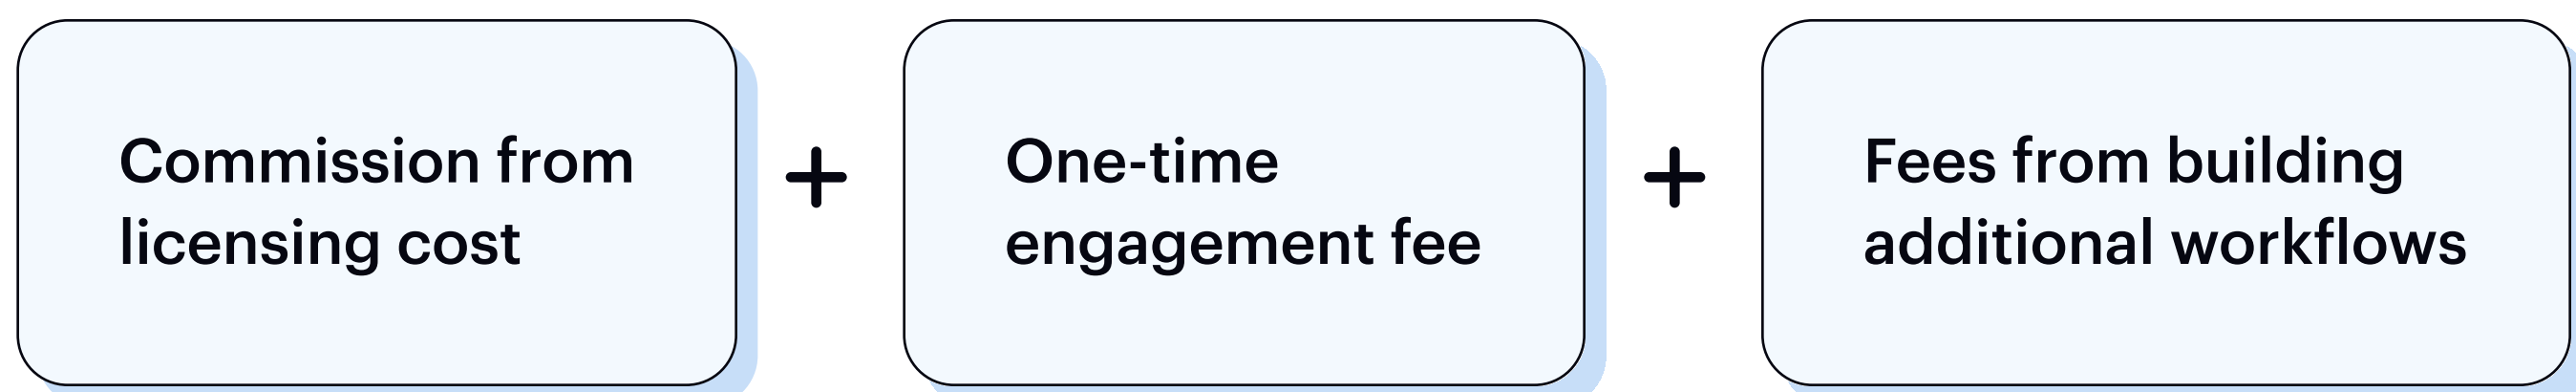 Commission from
licensing cost
+
One-time
engagement fee
+
Fees from building
additional workflows